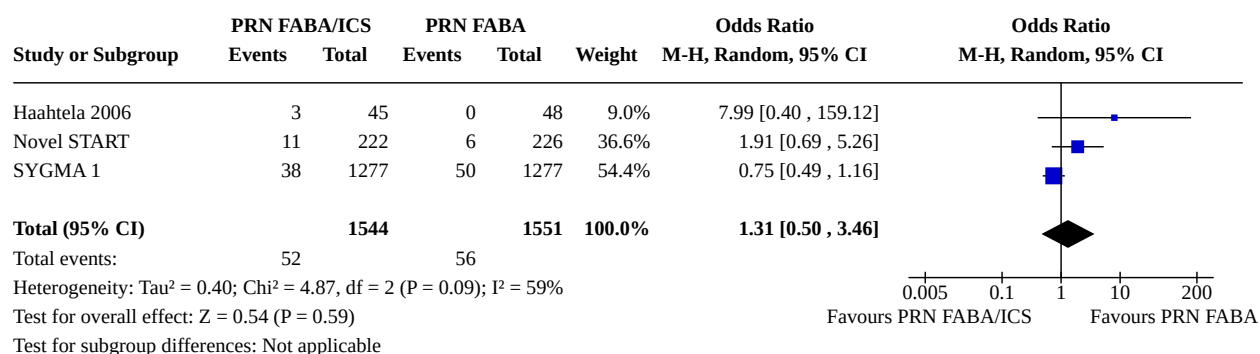 PRN FABA/ICS PRN FABA Odds Ratio Odds Ratio
Study or Subgroup Events Total Events Total Weight M-H, Random, 95% CI M-H, Random, 95% CI
Haahtela 2006 3 45 0 48 9.0% 7.99 [0.40 , 159.12]
Novel START 11 222 6 226 36.6% 1.91 [0.69 , 5.26]
SYGMA 1 38 1277 50 1277 54.4% 0.75 [0.49 , 1.16]
Total (95% CI) 1544 1551 100.0% 1.31 [0.50 , 3.46]
Total events: 52 56
Heterogeneity: Tau² = 0.40; Chi² = 4.87, df = 2 (P = 0.09); I² = 59%
0.005 0.1 1 10 200
Test for overall effect: Z = 0.54 (P = 0.59) Favours PRN FABA/ICS Favours PRN FABA
Test for subgroup differences: Not applicable